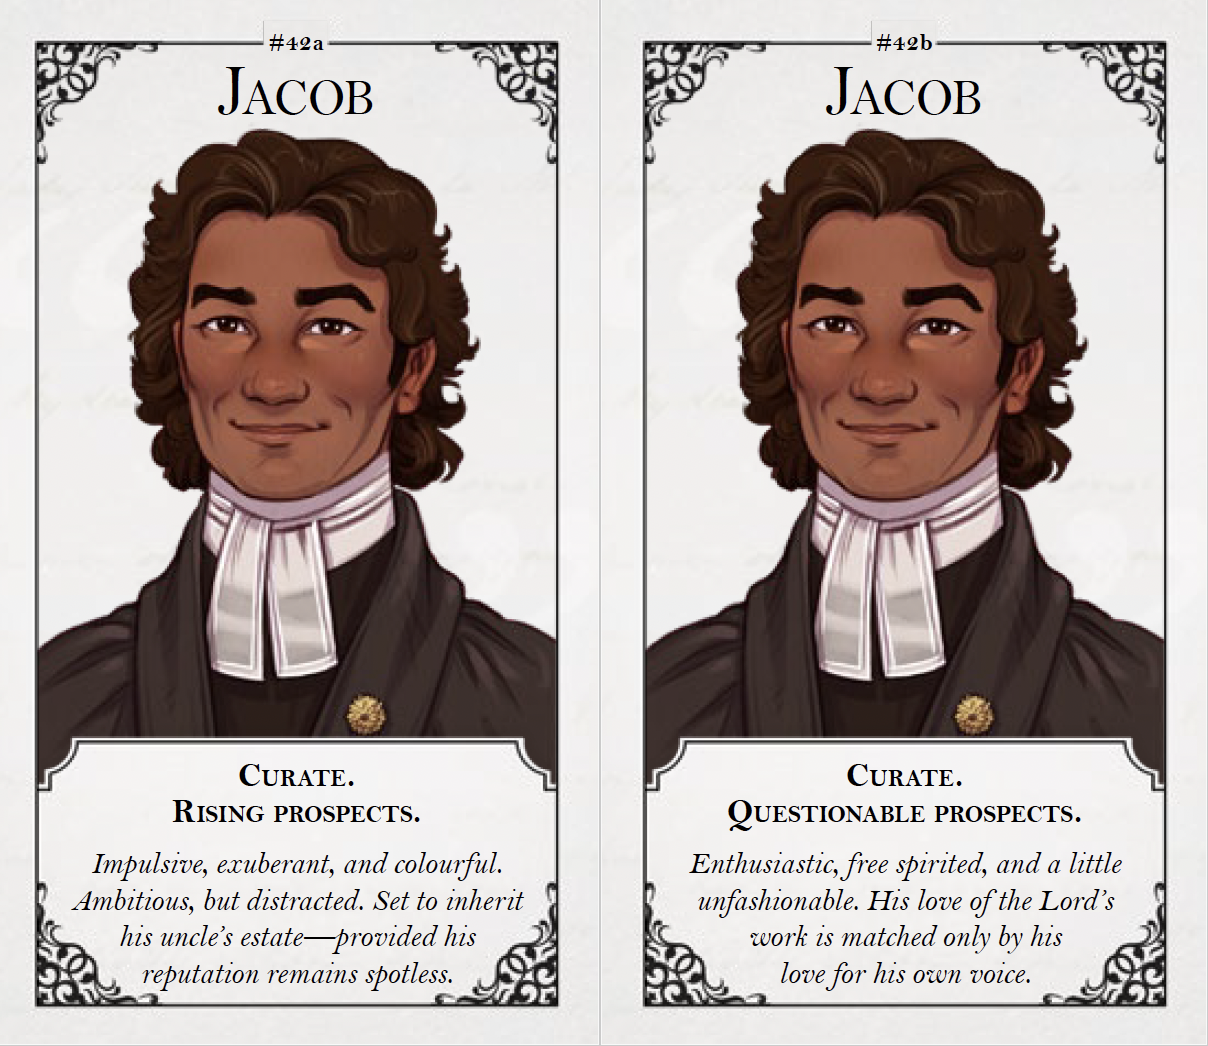 #42a
Jacob
Curate.
Rising prospects.
Impulsive, exuberant, and colourful.
Ambitious, but distracted. Set to inherit
his uncle's estate—provided his
reputation remains spotless.
#42b
Jacob
Curate.
Questionable prospects.
Enthusiastic, free spirited, and a little
unfashionable. His love of the Lord's
work is matched only by his
love for his own voice.